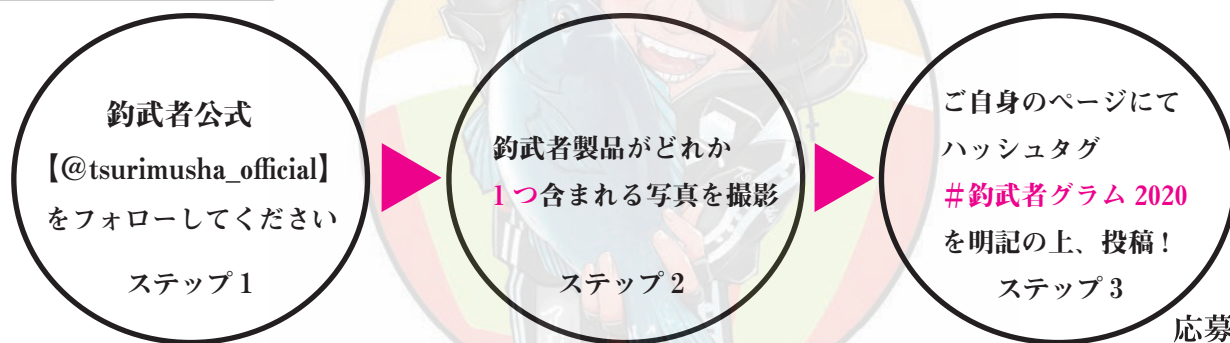 釣武者公式
【@tsurimusha_official】
をフォローしてください
ステップ 1
釣武者製品がどれか
1 つ含まれる写真を撮影
ステップ 2
ご自身のページにて
ハッシュタグ
#釣武者グラム 2020
を明記の上、投稿！
ステップ 3
応募